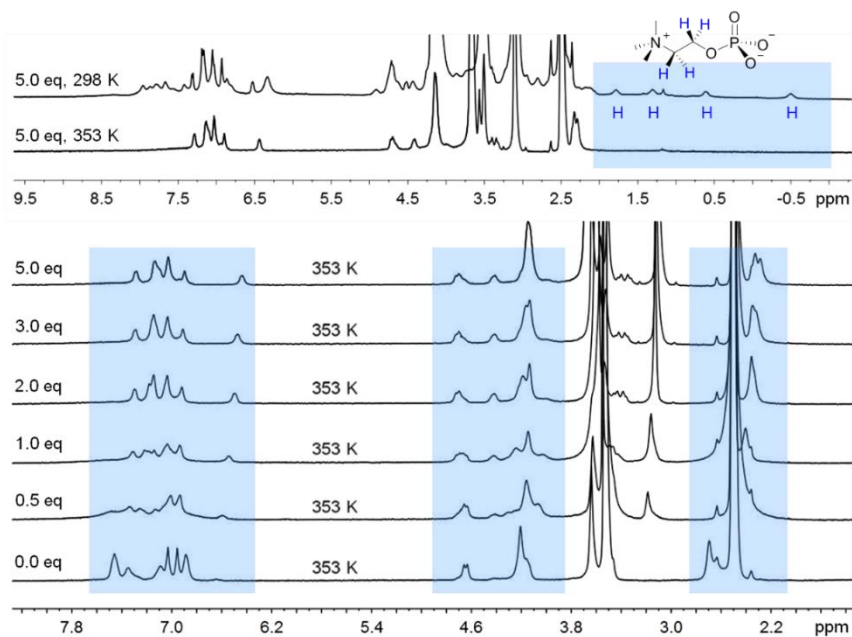 H H
N + O P O O− O−
H H
5.0 eq, 298 K
H H H H
5.0 eq, 353 K
9.5 8.5 7.5 6.5 5.5 4.5 3.5 2.5 1.5 0.5 -0.5 ppm
5.0 eq 353 K
3.0 eq 353 K
2.0 eq 353 K
1.0 eq 353 K
0.5 eq 353 K
0.0 eq 353 K
7.8 7.0 6.2 5.4 4.6 3.8 3.0 2.2 ppm